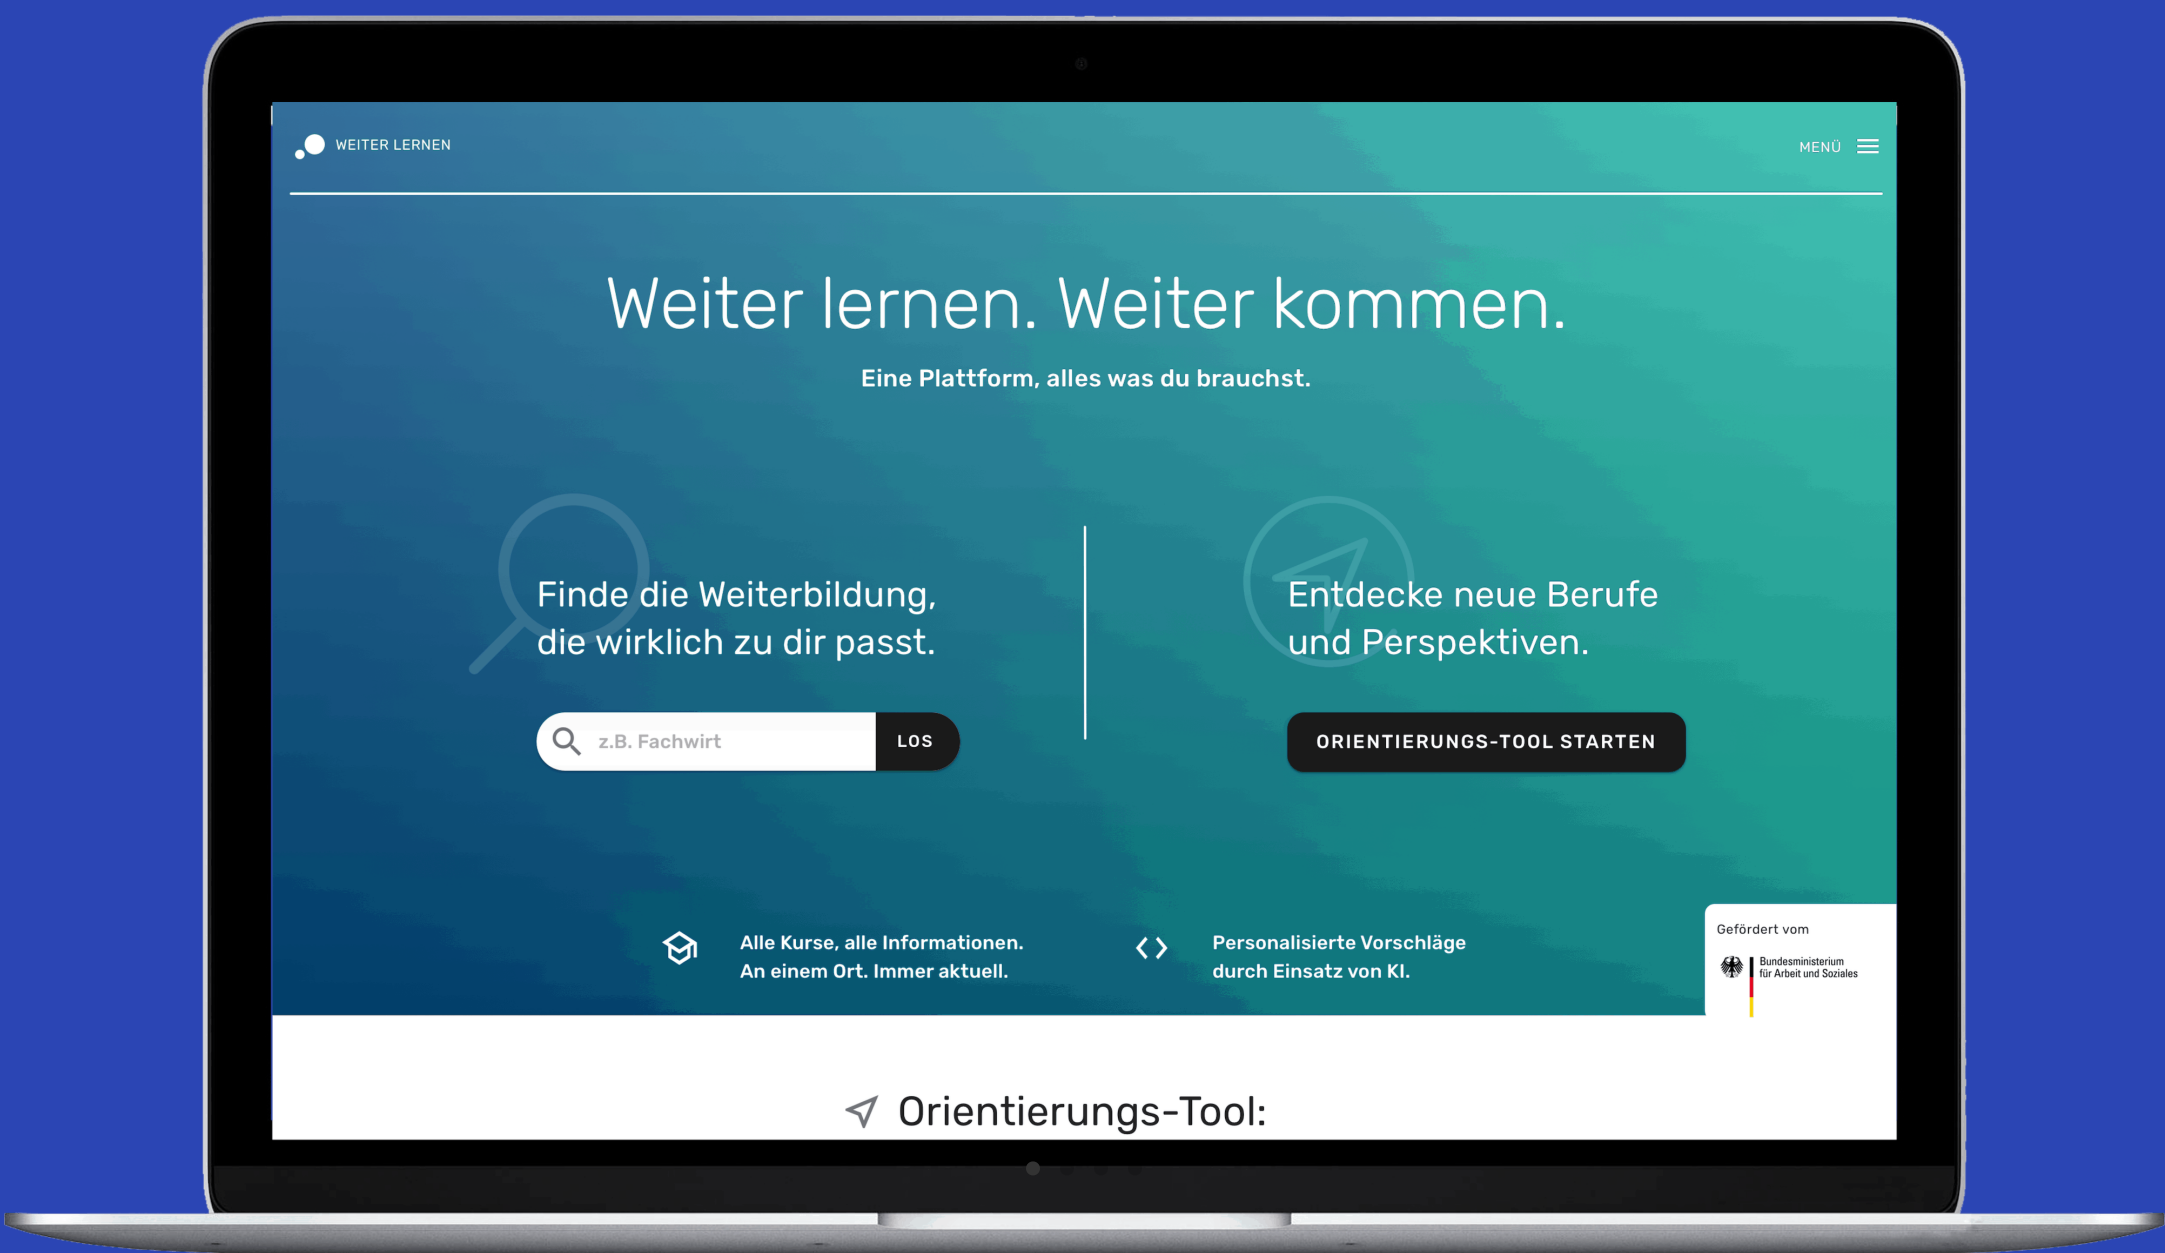 WEITER LERNEN
MENÜ
Weiter lernen. Weiter kommen.
Eine Plattform, alles was du brauchst.
Finde die Weiterbildung,
die wirklich zu dir passt.
z.B. Fachwirt
LOS
Entdecke neue Berufe
und Perspektiven.
ORIENTIERUNGS-TOOL STARTEN
Alle Kurse, alle Informationen.
An einem Ort. Immer aktuell.
Personalisierte Vorschläge
durch Einsatz von KI.
Gefördert vom
Bundesministerium
für Arbeit und Soziales
Orientierungs-Tool: